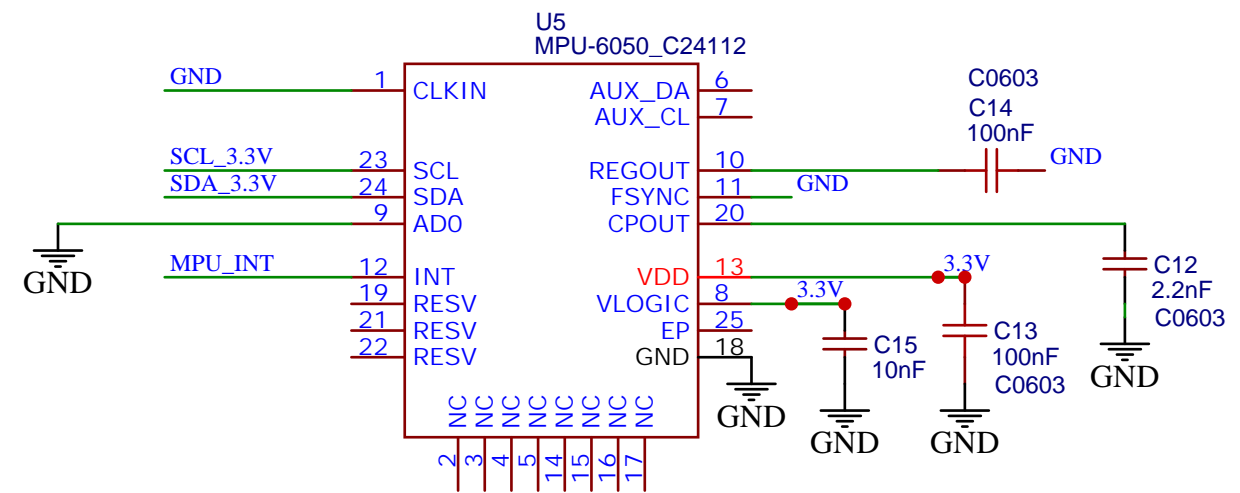 U5
MPU-6050_C24112
GND
1
CLKIN
AUX_DA
6
AUX_CL
7
C0603
C14
100nF
GND
SCL_3.3V
23
SCL
REGOUT
10
SDA_3.3V
24
SDA
FSYNC
11
GND
9
AD0
CPOUT
20
GND
MPU_INT
12
INT
VDD
13
3.3V
C12
2.2nF
C0603
19
RESV
VLOGIC
8
3.3V
21
RESV
EP
25
C13
100nF
C0603
22
RESV
GND
18
C15
10nF
GND
GND
GND
GND
NC
NC
NC
NC
NC
NC
NC
NC
2
3
4
5
14
15
16
17